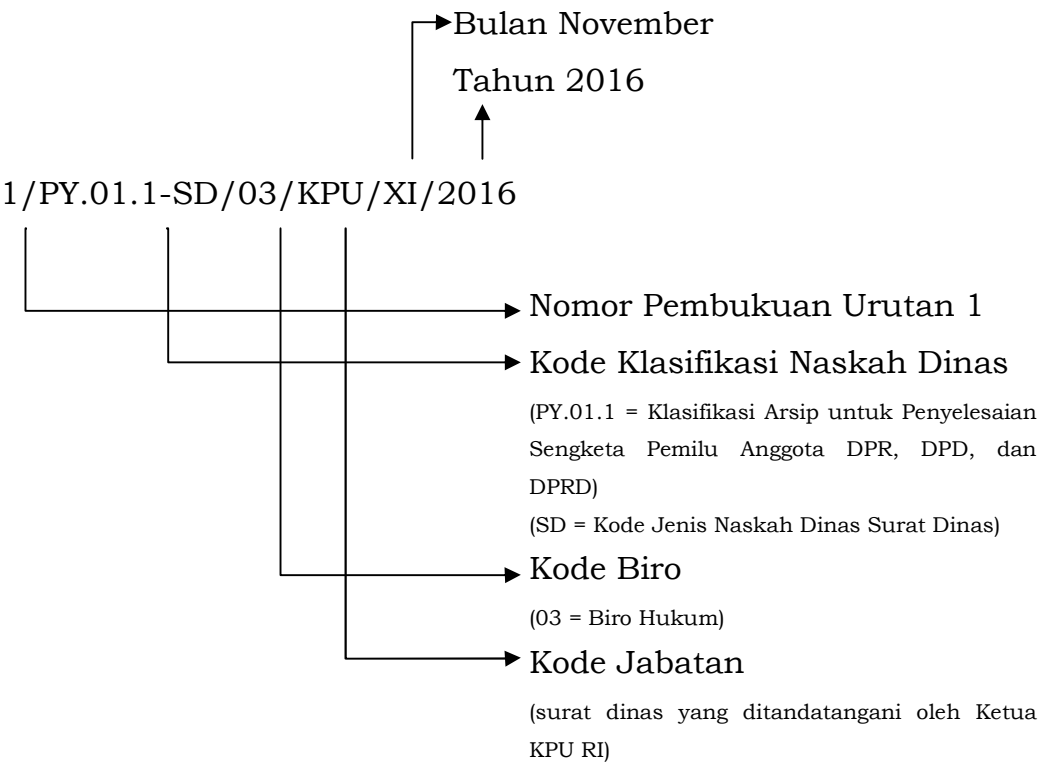 Bulan November
Tahun 2016
1/PY.01.1-SD/03/KPU/XI/2016
Nomor Pembukuan Urutan 1
Kode Klasifikasi Naskah Dinas
(PY.01.1 = Klasifikasi Arsip untuk Penyelesaian
Sengketa Pemilu Anggota DPR, DPD, dan
DPRD)
(SD = Kode Jenis Naskah Dinas Surat Dinas)
Kode Biro
(03 = Biro Hukum)
Kode Jabatan
(surat dinas yang ditandatangani oleh Ketua
KPU RI)